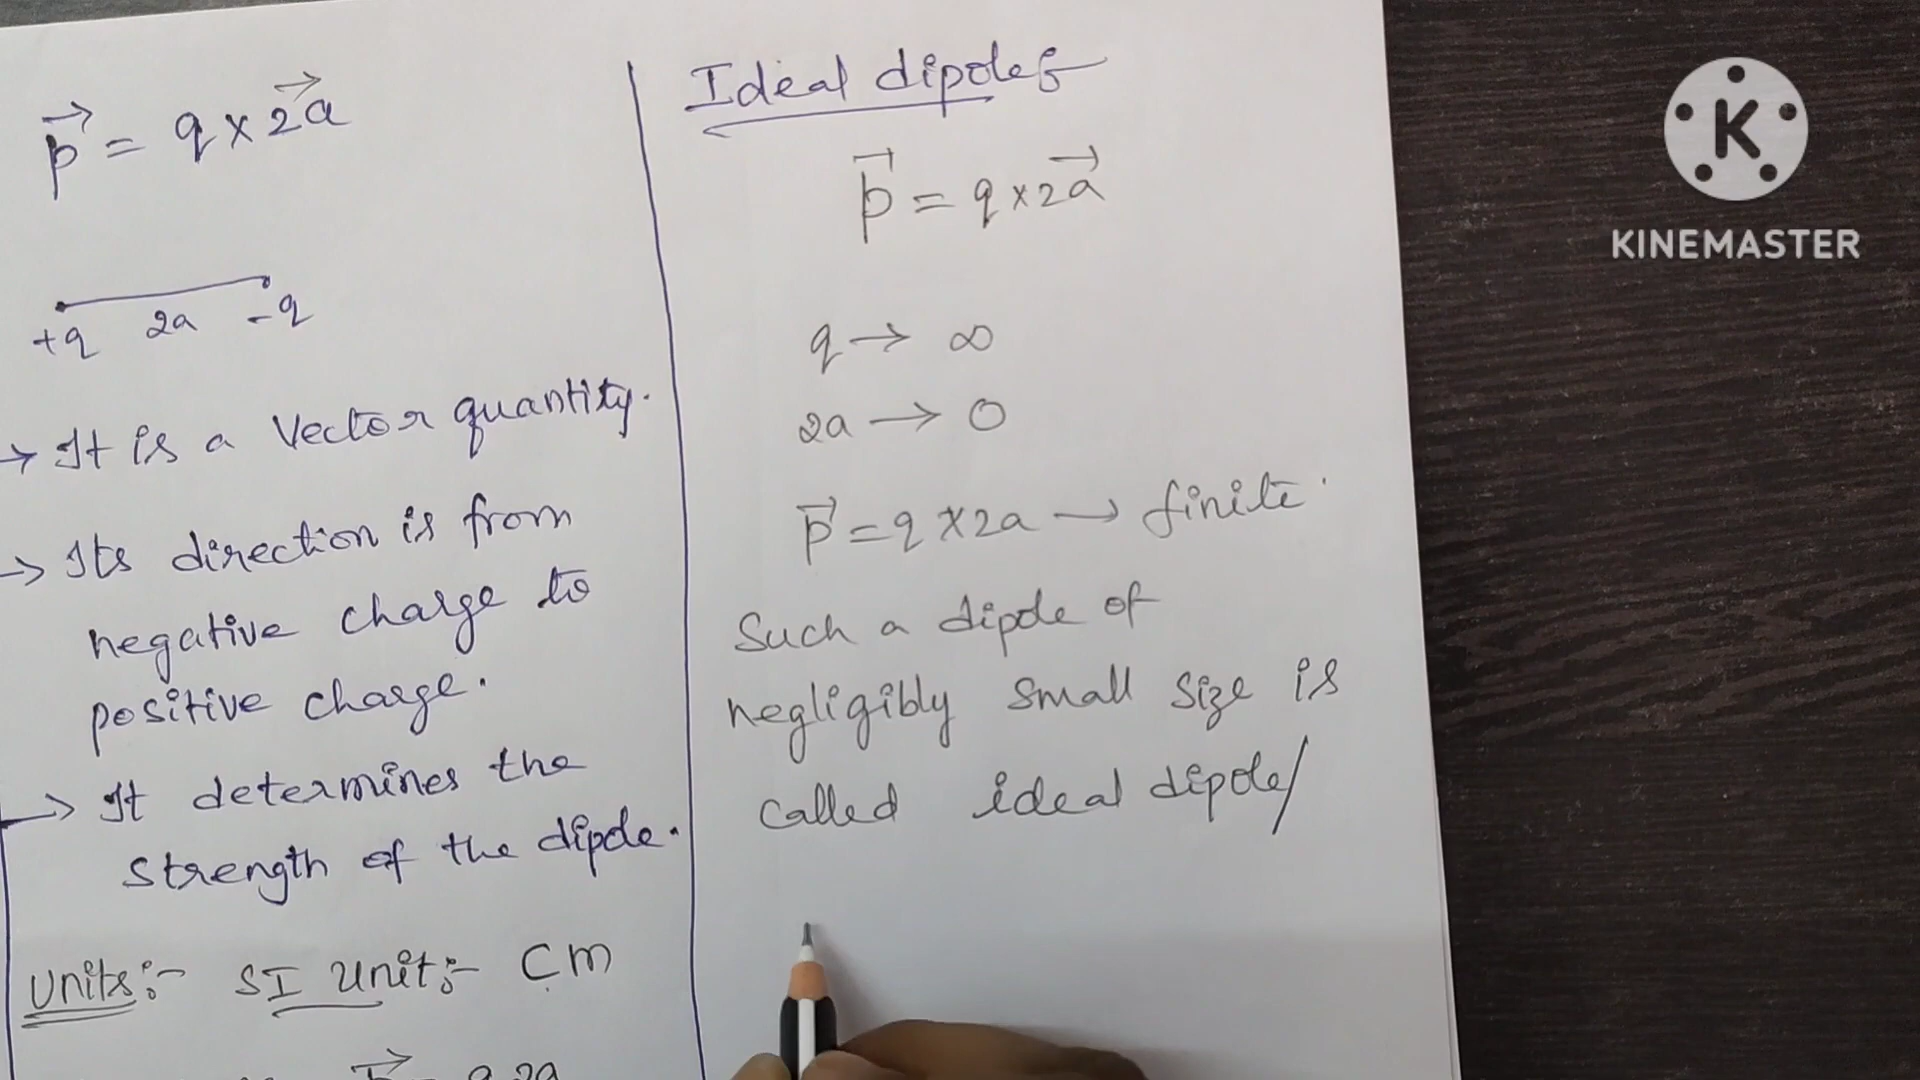 p⃗ = q × 2a⃗
+q 2a -q
→ It is a Vector quantity.
→ Its direction is from
negative charge to
positive charge.
→ It determines the
strength of the dipole.
Units:- SI Unit:- Cm
p⃗ = q 2a
Ideal dipole:-
p⃗ = q × 2a⃗
q → ∞
2a → 0
p⃗ = q × 2a → finite.
Such a dipole of
negligibly small size is
called ideal dipole/
K
KINEMASTER